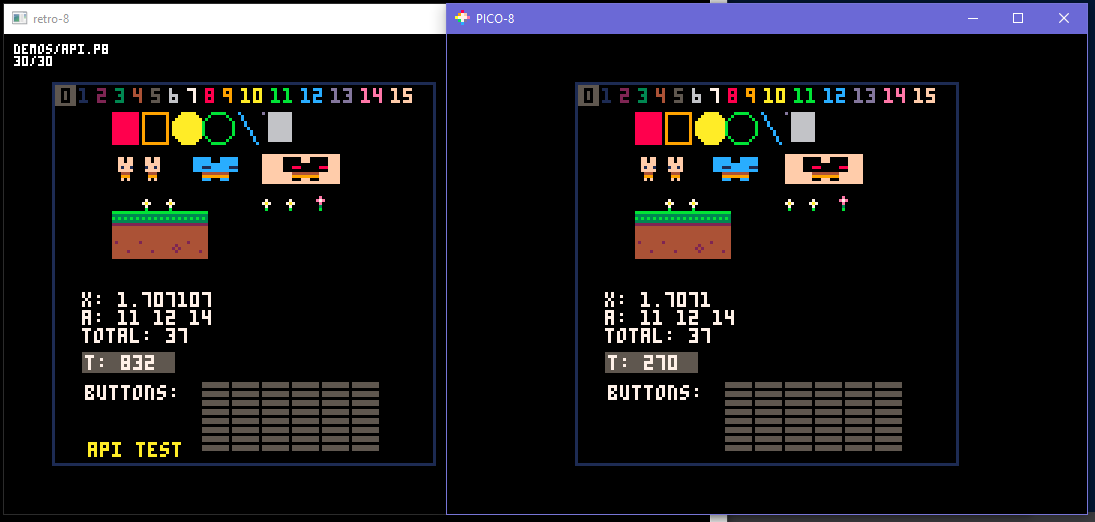 retro-8
DEMOS/API.P8
30/30
0 1 2 3 4 5 6 7 8 9 10 11 12 13 14 15
X: 1.707107
A: 11 12 14
TOTAL: 37
T: 832
BUTTONS:
API TEST
PICO-8
0 1 2 3 4 5 6 7 8 9 10 11 12 13 14 15
X: 1.7071
A: 11 12 14
TOTAL: 37
T: 270
BUTTONS: